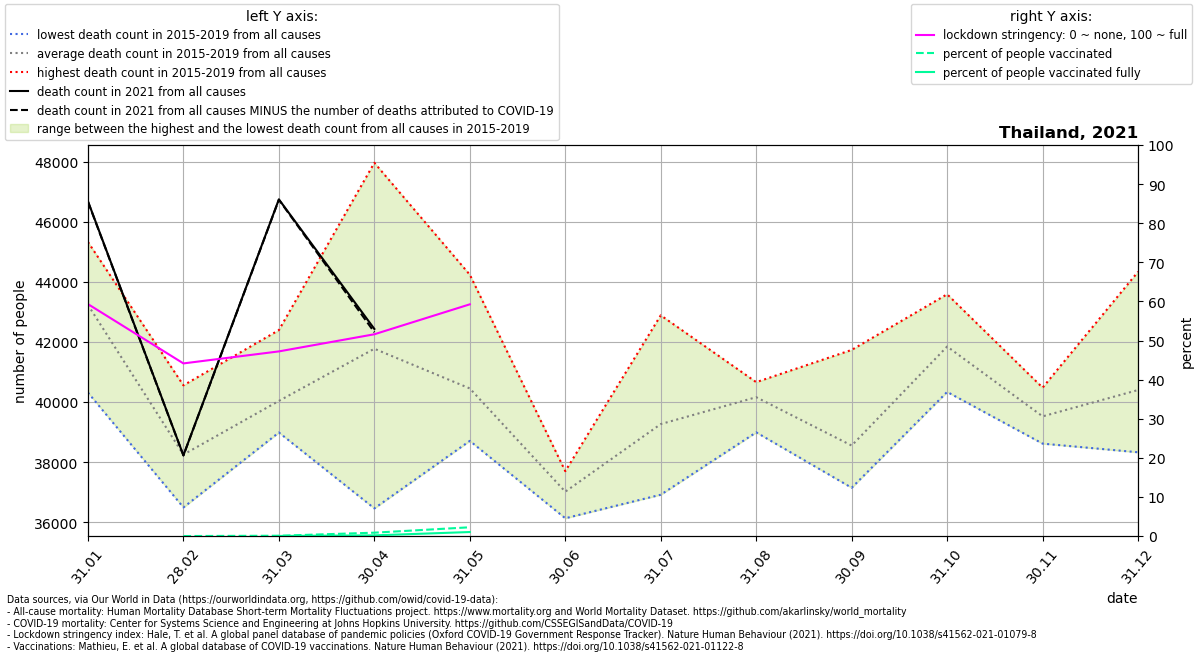 left Y axis:
lowest death count in 2015-2019 from all causes
average death count in 2015-2019 from all causes
highest death count in 2015-2019 from all causes
death count in 2021 from all causes
death count in 2021 from all causes MINUS the number of deaths attributed to COVID-19
range between the highest and the lowest death count from all causes in 2015-2019
right Y axis:
lockdown stringency: 0 ~ none, 100 ~ full
percent of people vaccinated
percent of people vaccinated fully
Thailand, 2021
number of people
48000
46000
44000
42000
40000
38000
36000
100
90
80
70
60
50
40
30
20
10
0
percent
31.01
28.02
31.03
30.04
31.05
30.06
31.07
31.08
30.09
31.10
30.11
31.12
date
Data sources, via Our World in Data (https://ourworldindata.org, https://github.com/owid/covid-19-data):
- All-cause mortality: Human Mortality Database Short-term Mortality Fluctuations project. https://www.mortality.org and World Mortality Dataset. https://github.com/akarlinsky/world_mortality
- COVID-19 mortality: Center for Systems Science and Engineering at Johns Hopkins University. https://github.com/CSSEGISandData/COVID-19
- Lockdown stringency index: Hale, T. et al. A global panel database of pandemic policies (Oxford COVID-19 Government Response Tracker). Nature Human Behaviour (2021). https://doi.org/10.1038/s41562-021-01079-8
- Vaccinations: Mathieu, E. et al. A global database of COVID-19 vaccinations. Nature Human Behaviour (2021). https://doi.org/10.1038/s41562-021-01122-8